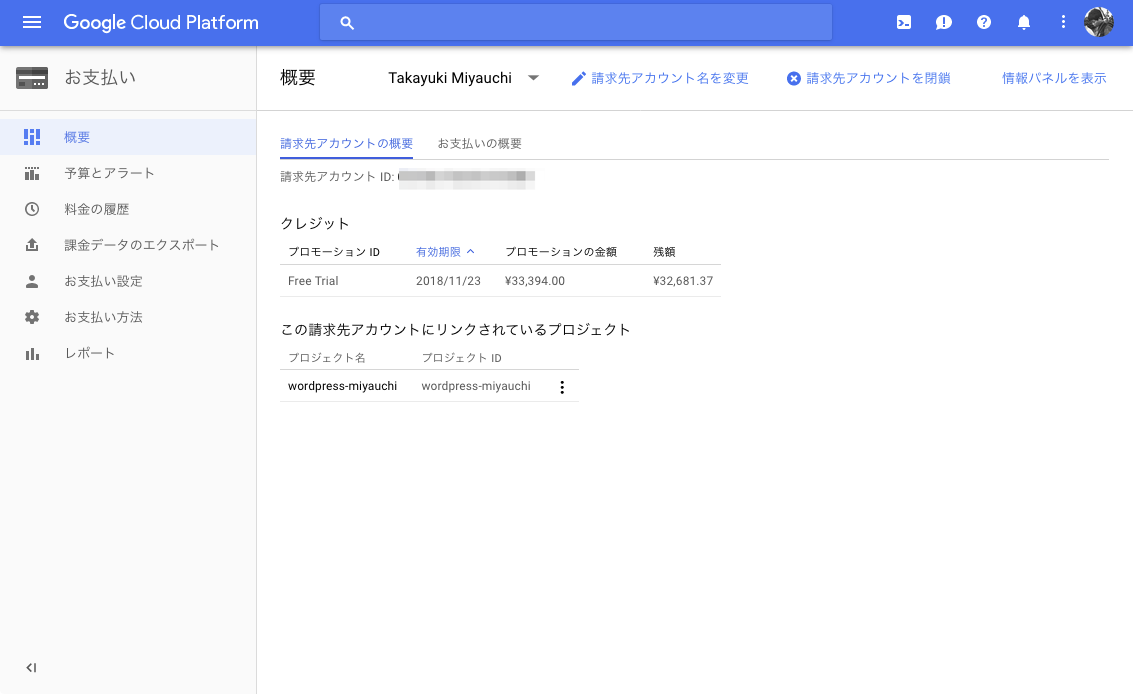 Google Cloud Platform
お支払い
概要
Takayuki Miyauchi
請求先アカウント名を変更
請求先アカウントを閉鎖
情報パネルを表示
概要
予算とアラート
料金の履歴
課金データのエクスポート
お支払い設定
お支払い方法
レポート
請求先アカウントの概要 お支払いの概要
請求先アカウント ID:
クレジット
プロモーション ID 有効期限 プロモーションの金額 残額
Free Trial 2018/11/23 ¥33,394.00 ¥32,681.37
この請求先アカウントにリンクされているプロジェクト
プロジェクト名 プロジェクト ID
wordpress-miyauchi wordpress-miyauchi